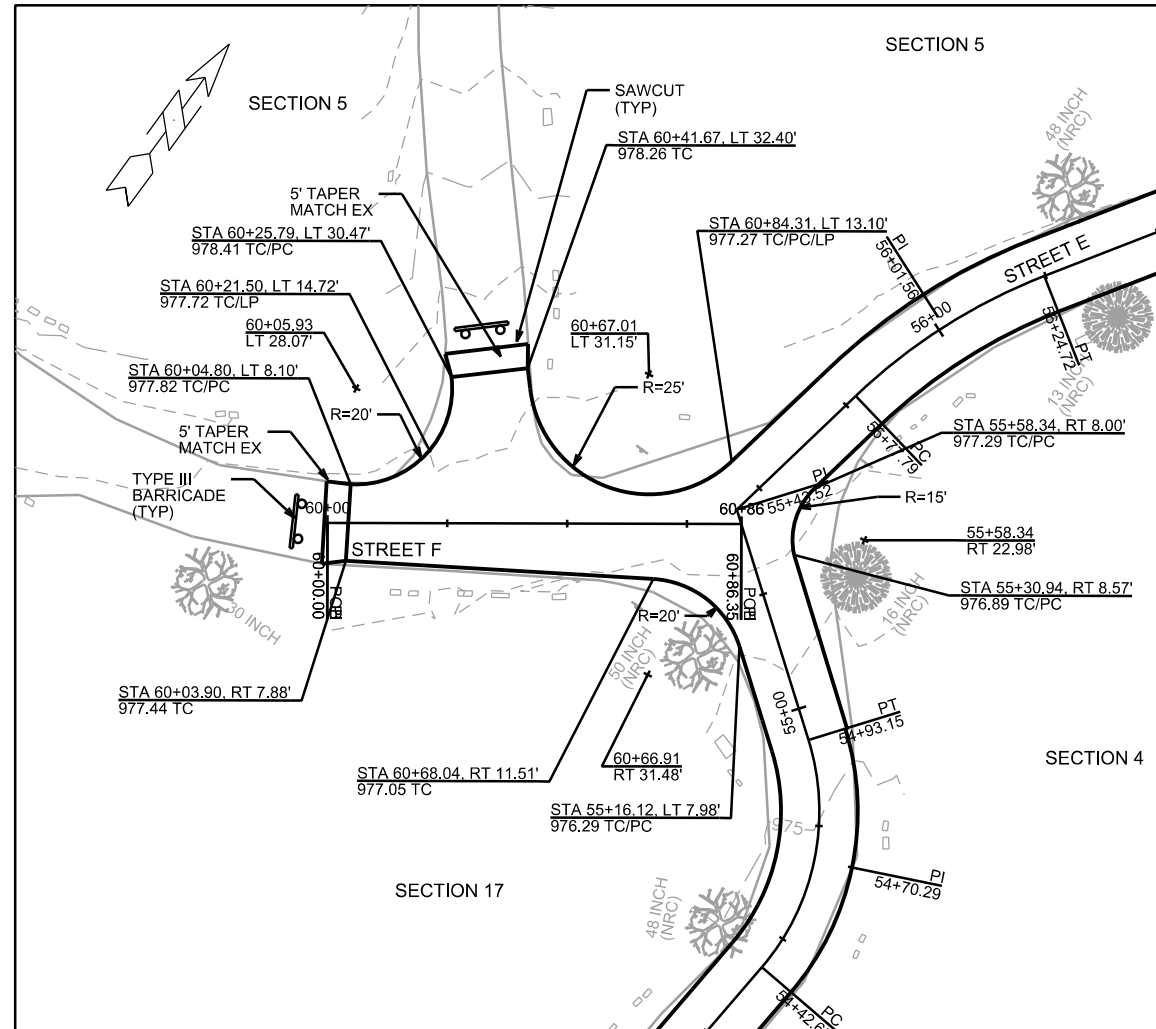 SECTION 5
SECTION 5
SAWCUT
(TYP)
48 INCH
(NRC)
STA 60+41.67, LT 32.40'
978.26 TC
5' TAPER
MATCH EX
STA 60+25.79, LT 30.47'
978.41 TC/PC
STA 60+84.31, LT 13.10'
977.27 TC/PC/LP
PI
56+01.56
STREET E
56+00
STA 60+21.50, LT 14.72'
977.72 TC/LP
60+05.93
LT 28.07'
60+67.01
LT 31.15'
PT
56+24.72
13 INCH
(NRC)
STA 60+04.80, LT 8.10'
977.82 TC/PC
R=20'
R=25'
PC
55+77.79
STA 55+58.34, RT 8.00'
977.29 TC/PC
5' TAPER
MATCH EX
TYPE III
BARRICADE
(TYP)
60+00
60+86
PI
55+43.52
R=15'
STREET F
60+00.00
60+86.35
55+58.34
RT 22.98'
30 INCH
R=20'
50 INCH
(NRC)
16 INCH
(NRC)
STA 55+30.94, RT 8.57'
976.89 TC/PC
STA 60+03.90, RT 7.88'
977.44 TC
55+00
PT
54+93.15
STA 60+68.04, RT 11.51'
977.05 TC
60+66.91
RT 31.48'
SECTION 4
STA 55+16.12, LT 7.98'
976.29 TC/PC
975
PI
54+70.29
SECTION 17
48 INCH
(NRC)
PC